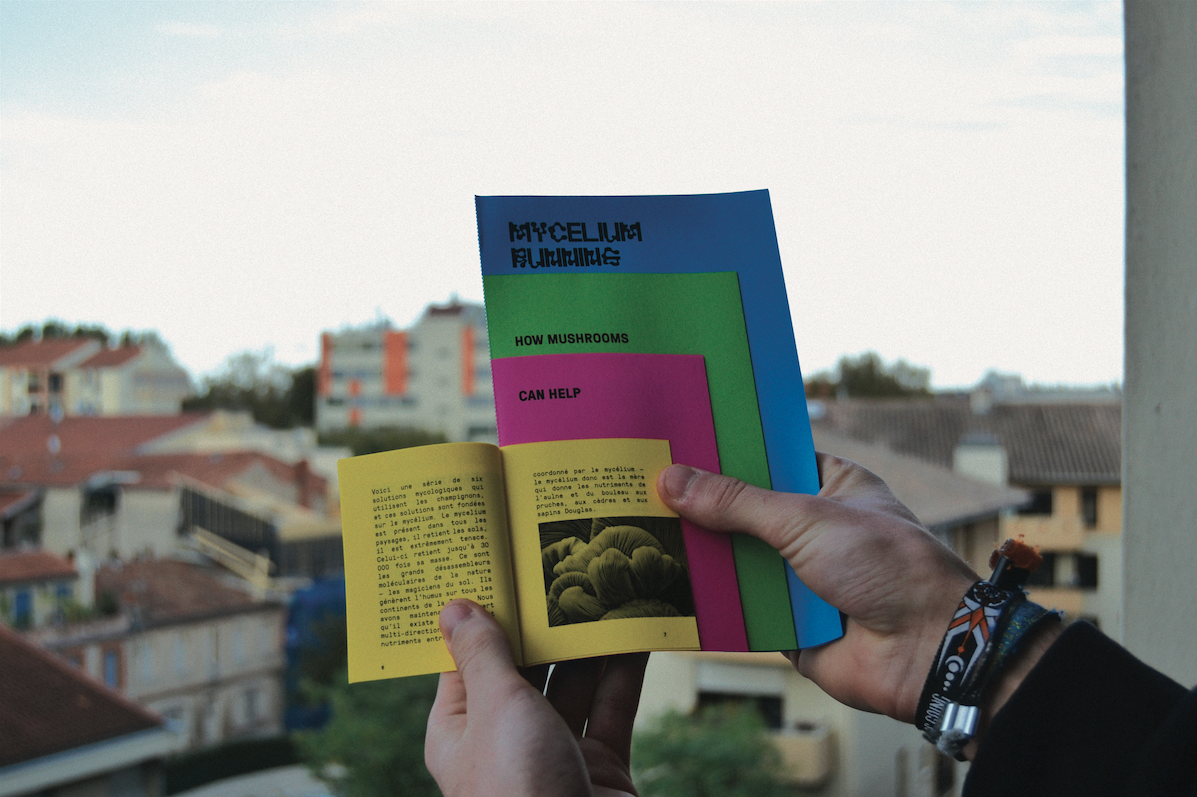 MYCELIUM
RUNNING
HOW MUSHROOMS
CAN HELP
Voici une série de six
solutions mycologiques qui
utilisent les champignons,
et ces solutions sont fondées
sur le mycélium. Le mycélium
est présent dans tous les
paysages, il retient les sols,
il est extrêmement tenace.
Celui-ci retient jusqu'à 30
000 fois sa masse. Ce sont
les grands désassembleurs
moléculaires de la nature
– les magiciens du sol. Ils
génèrent l'humus sur tous les
continents de la Nous
avons maintenant
qu'il existe
multi-direction
nutriments entr
6
coordonné par le mycélium –
le mycélium donc est la mère
qui donne les nutriments de
l'aulne et du bouleau aux
pruches, aux cèdres et aux
sapins Douglas.
7
GOING